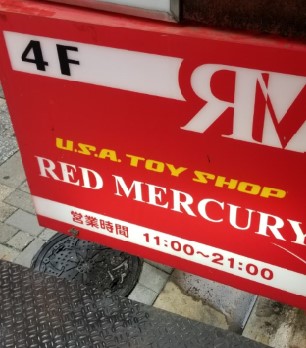 4F
RM
U.S.A. TOY SHOP
RED MERCURY
営業時間 11:00～21:00